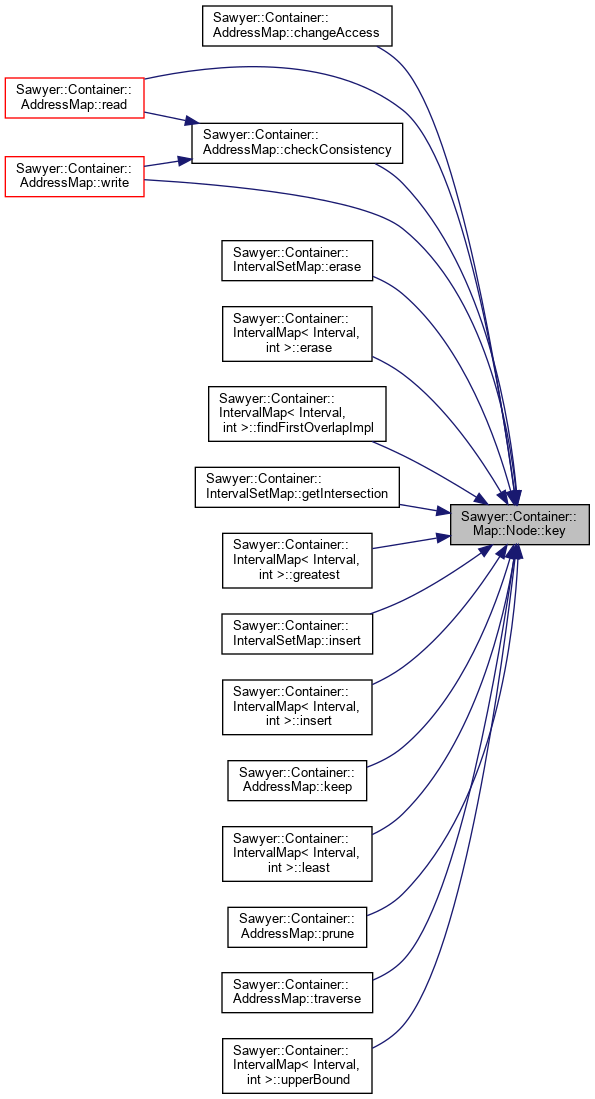 Sawyer::Container::
AddressMap::changeAccess
Sawyer::Container::
AddressMap::read
Sawyer::Container::
AddressMap::checkConsistency
Sawyer::Container::
AddressMap::write
Sawyer::Container::
IntervalSetMap::erase
Sawyer::Container::
IntervalMap< Interval,
int >::erase
Sawyer::Container::
IntervalMap< Interval,
int >::findFirstOverlapImpl
Sawyer::Container::
IntervalSetMap::getIntersection
Sawyer::Container::
Map::Node::key
Sawyer::Container::
IntervalMap< Interval,
int >::greatest
Sawyer::Container::
IntervalSetMap::insert
Sawyer::Container::
IntervalMap< Interval,
int >::insert
Sawyer::Container::
AddressMap::keep
Sawyer::Container::
IntervalMap< Interval,
int >::least
Sawyer::Container::
AddressMap::prune
Sawyer::Container::
AddressMap::traverse
Sawyer::Container::
IntervalMap< Interval,
int >::upperBound